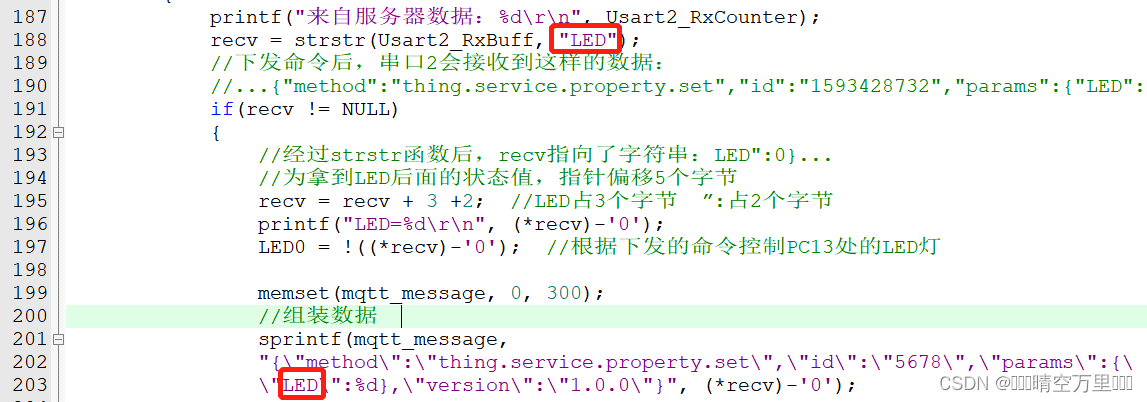 187 printf("来自服务器数据：%d\r\n", Usart2_RxCounter);
188 recv = strstr(Usart2_RxBuff, "LED");
189 //下发命令后，串口2会接收到这样的数据：
190 //...{"method":"thing.service.property.set","id":"1593428732","params":{"LED":
191 if(recv != NULL)
192 {
193 //经过strstr函数后，recv指向了字符串：LED":0}...
194 //为拿到LED后面的状态值，指针偏移5个字节
195 recv = recv + 3 +2; //LED占3个字节 ”:占2个字节
196 printf("LED=%d\r\n", (*recv)-'0');
197 LED0 = !((*recv)-'0'); //根据下发的命令控制PC13处的LED灯
198
199 memset(mqtt_message, 0, 300);
200 //组装数据
201 sprintf(mqtt_message,
202 "{\"method\":\"thing.service.property.set\",\"id\":\"5678\",\"params\":{\
203 \"LED\":%d},\"version\":\"1.0.0\"}", (*recv)-'0');
CSDN @晴空万里